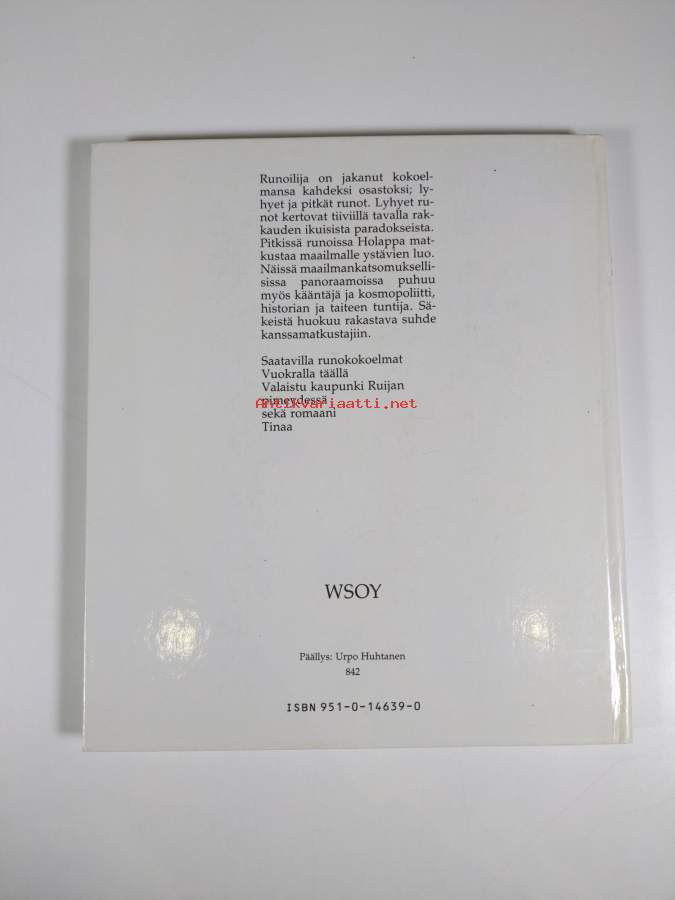 Runoilija on jakanut kokoel-
mansa kahdeksi osastoksi; ly-
hyet ja pitkät runot. Lyhyet ru-
not kertovat tiiviillä tavalla rak-
kauden ikuisista paradokseista.
Pitkissä runoissa Holappa mat-
kustaa maailmalle ystävien luo.
Näissä maailmankatsomukselli-
sissa panoraamoissa puhuu
myös kääntäjä ja kosmopoliitti,
historian ja taiteen tuntija. Sä-
keistä huokuu rakastava suhde
kanssamatkustajiin.
Saatavilla runokokoelmat
Vuokralla täällä
Valaistu kaupunki Ruijan
pimeydessä
Antikvariaatti.net
sekä romaani
Tinaa
WSOY
Päällys: Urpo Huhtanen
842
ISBN 951-0-14639-0